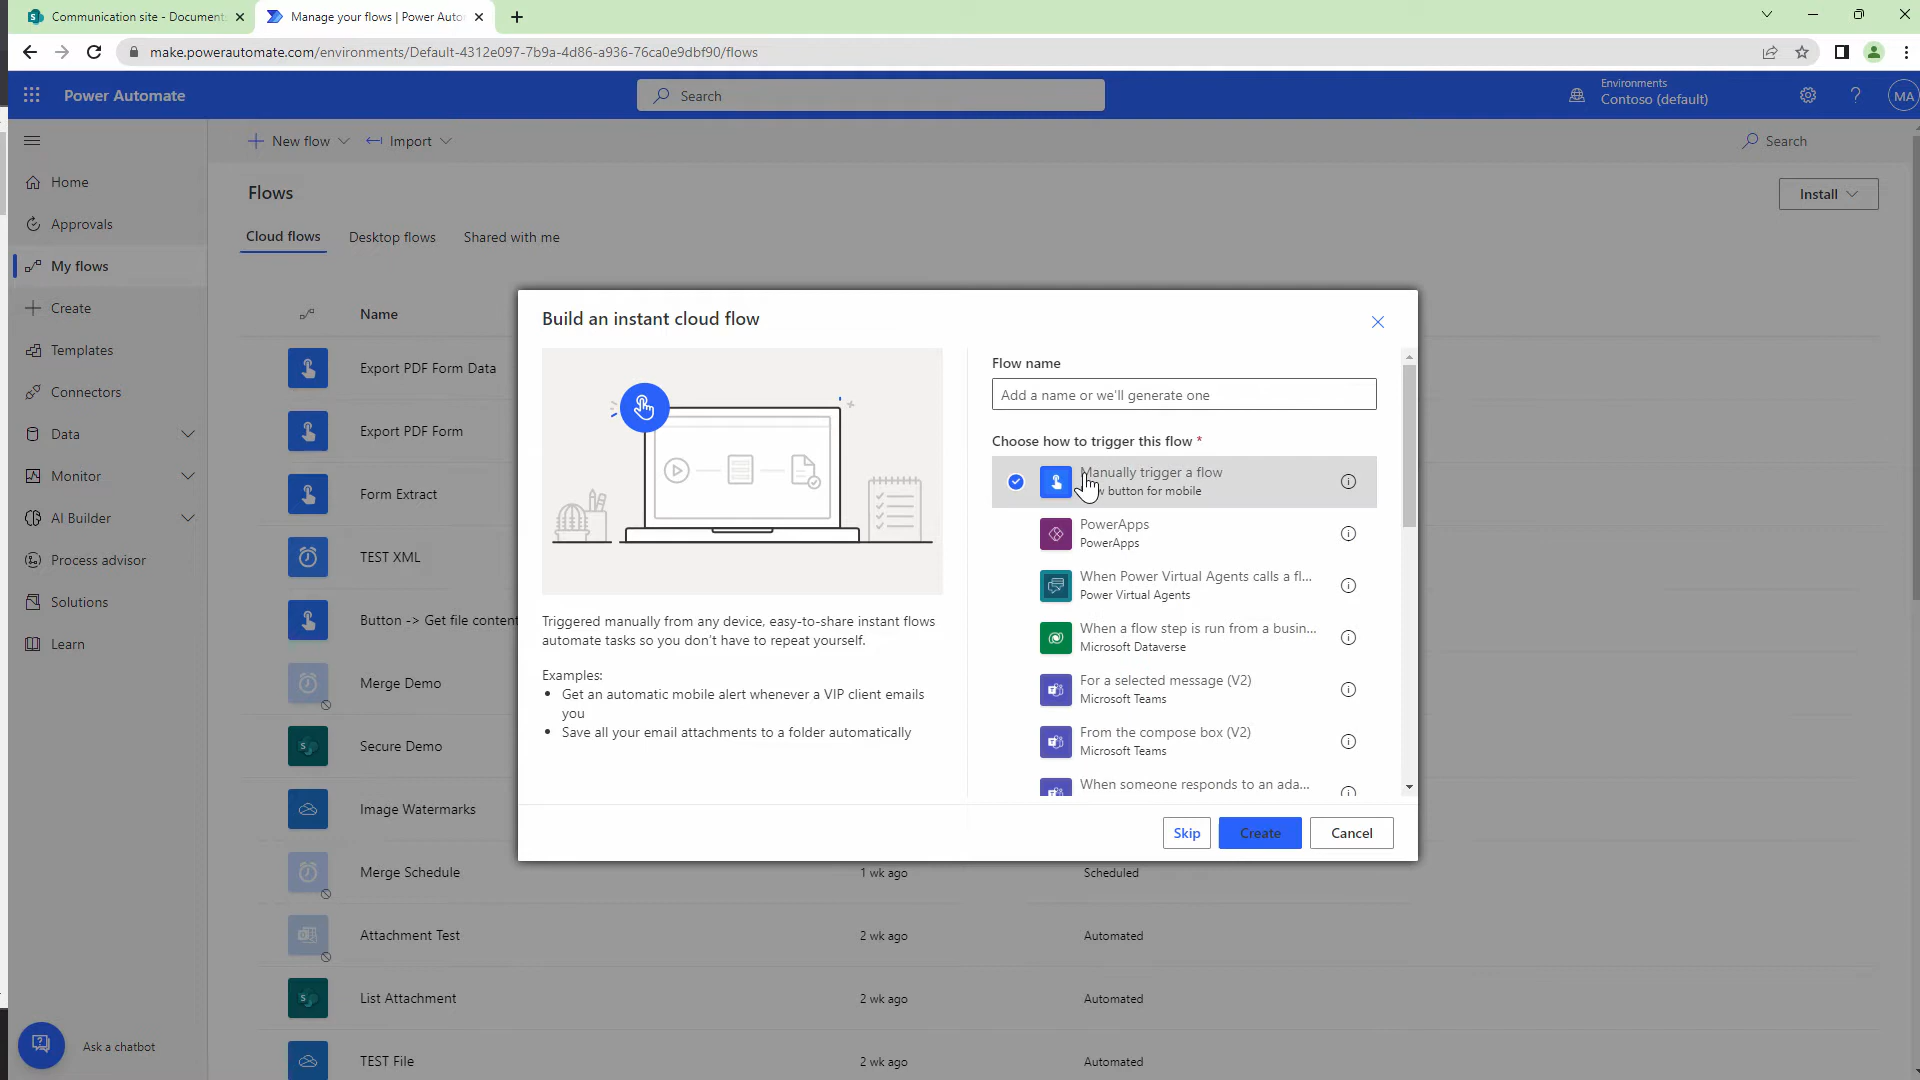 Communication site - Document
Manage your flows | Power Auto
make.powerautomate.com/environments/Default-4312e097-7b9a-4d86-a936-76ca0e9dbf90/flows
Power Automate
Search
Environments
Contoso (default)
MA
New flow
Import
Search
Home
Approvals
My flows
Create
Templates
Connectors
Data
Monitor
AI Builder
Process advisor
Solutions
Learn
Ask a chatbot
Flows
Install
Cloud flows
Desktop flows
Shared with me
Name
Export PDF Form Data
Export PDF Form
Form Extract
TEST XML
Button -> Get file content
Merge Demo
Secure Demo
Image Watermarks
Merge Schedule
1 wk ago
Scheduled
Attachment Test
2 wk ago
Automated
List Attachment
2 wk ago
Automated
TEST File
2 wk ago
Automated
Build an instant cloud flow
Triggered manually from any device, easy-to-share instant flows
automate tasks so you don't have to repeat yourself.
Examples:
• Get an automatic mobile alert whenever a VIP client emails
you
• Save all your email attachments to a folder automatically
Flow name
Add a name or we'll generate one
Choose how to trigger this flow *
Manually trigger a flow
button for mobile
PowerApps
PowerApps
When Power Virtual Agents calls a fl...
Power Virtual Agents
When a flow step is run from a busin...
Microsoft Dataverse
For a selected message (V2)
Microsoft Teams
From the compose box (V2)
Microsoft Teams
When someone responds to an ada...
Skip
Create
Cancel